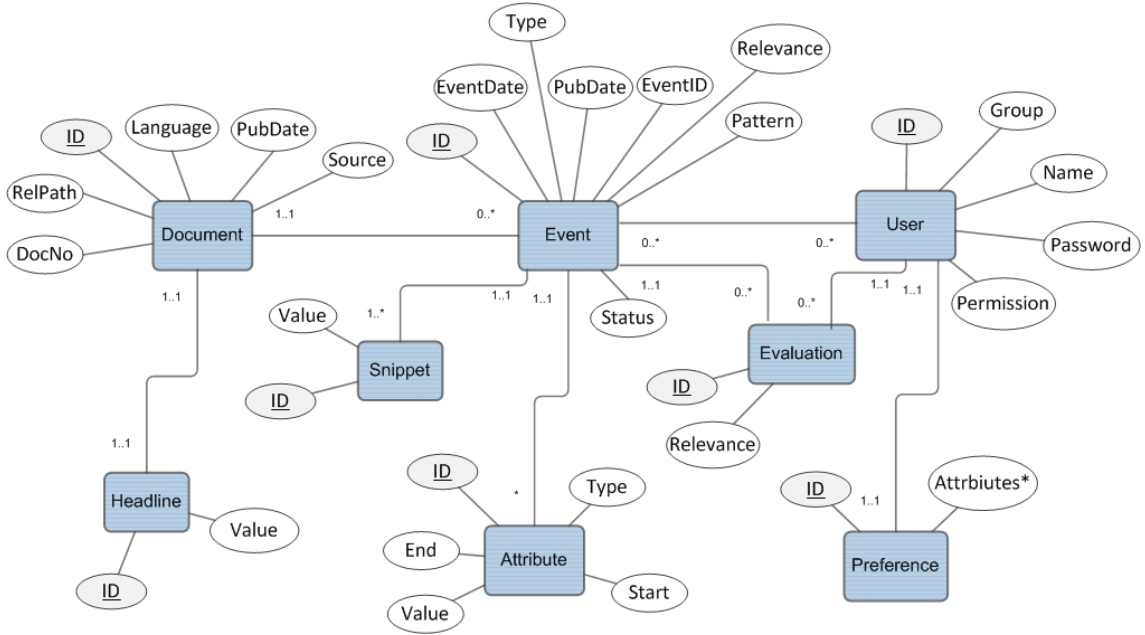 Type
Relevance
EventDate
PubDate
EventID
ID
Language
PubDate
ID
Pattern
ID
Group
Source
Name
RelPath
DocNo
Document
1..1
0..*
Event
0..*
0..*
User
Password
Permission
1..1
1..*
1..1
1..1
1..1
0..*
0..*
1..1
1..1
Value
Status
Snippet
ID
Evaluation
ID
Relevance
1..1
Headline
Value
ID
ID
*
Type
End
Attribute
Start
Value
ID
1..1
Attrbiutes*
Preference